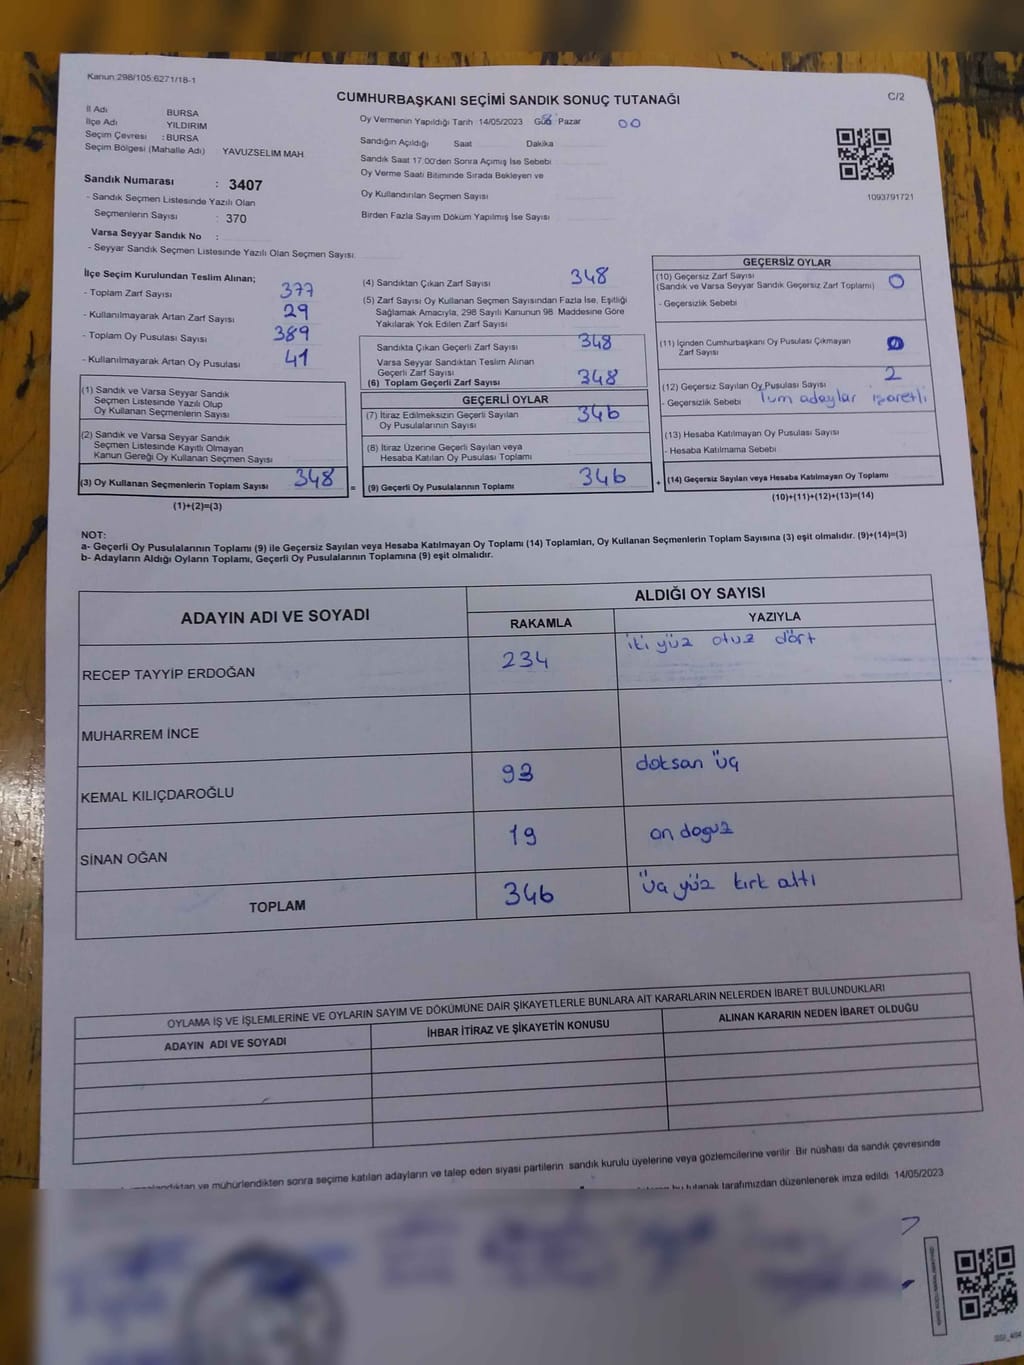 Kanun:298/105:6271/18-1
CUMHURBAŞKANI SEÇİMİ SANDIK SONUÇ TUTANAĞI
C/2
İl Adı BURSA
İlçe Adı YILDIRIM
Seçim Çevresi : BURSA
Seçim Bölgesi (Mahalle Adı) YAVUZSELIM MAH.
Sandık Numarası : 3407
- Sandık Seçmen Listesinde Yazılı Olan
Seçmenlerin Sayısı : 370
Varsa Seyyar Sandık No :
- Seyyar Sandık Seçmen Listesinde Yazılı Olan Seçmen Sayısı:
Oy Vermenin Yapıldığı Tarih 14/05/2023 Pazar 00
Sandığın Açıldığı Saat Dakika
Sandık Saat 17.00'den Sonra Açımış İse Sebebi
Oy Verme Saati Bitiminde Sırada Bekleyen ve
Oy Kullandırılan Seçmen Sayısı
Birden Fazla Sayım Döküm Yapılmış İse Sayısı
1093791721
İlçe Seçim Kurulundan Teslim Alınan;
- Toplam Zarf Sayısı 377
- Kullanılmayarak Artan Zarf Sayısı 29
- Toplam Oy Pusulası Sayısı 389
- Kullanılmayarak Artan Oy Pusulası 41
(1) Sandık ve Varsa Seyyar Sandık
Seçmen Listesinde Yazılı Olup
Oy Kullanan Seçmenlerin Sayısı
(2) Sandık ve Varsa Seyyar Sandık
Seçmen Listesinde Kayıtlı Olmayan
Kanun Gereği Oy Kullanan Seçmen Sayısı
(3) Oy Kullanan Seçmenlerin Toplam Sayısı 348
(1)+(2)=(3)
(4) Sandıktan Çıkan Zarf Sayısı 348
(5) Zarf Sayısı Oy Kullanan Seçmen Sayısından Fazla İse, Eşitliği
Sağlamak Amacıyla, 298 Sayılı Kanunun 98. Maddesine Göre
Yakılarak Yok Edilen Zarf Sayısı
Sandıkta Çıkan Geçerli Zarf Sayısı 348
Varsa Seyyar Sandıktan Teslim Alınan
Geçerli Zarf Sayısı
(6) Toplam Geçerli Zarf Sayısı 348
GEÇERLİ OYLAR
(7) İtiraz Edilmeksizin Geçerli Sayılan
Oy Pusulalarının Sayısı 346
(8) İtiraz Üzerine Geçerli Sayılan veya
Hesaba Katılan Oy Pusulası Toplamı
= (9) Geçerli Oy Pusulalarının Toplamı 346
GEÇERSİZ OYLAR
(10) Geçersiz Zarf Sayısı
(Sandık ve Varsa Seyyar Sandık Geçersiz Zarf Toplamı) 0
- Geçersizlik Sebebi
(11) İçinden Cumhurbaşkanı Oy Pusulası Çıkmayan
Zarf Sayısı 0
(12) Geçersiz Sayılan Oy Pusulası Sayısı 2
- Geçersizlik Sebebi Tüm adaylar işaretli
(13) Hesaba Katılmayan Oy Pusulası Sayısı
- Hesaba Katılmama Sebebi
+ (14) Geçersiz Sayılan veya Hesaba Katılmayan Oy Toplamı
(10)+(11)+(12)+(13)=(14)
NOT:
a- Geçerli Oy Pusulalarının Toplamı (9) ile Geçersiz Sayılan veya Hesaba Katılmayan Oy Toplamı (14) Toplamları, Oy Kullanan Seçmenlerin Toplam Sayısına (3) eşit olmalıdır. (9)+(14)=(3)
b- Adayların Aldığı Oyların Toplamı, Geçerli Oy Pusulalarının Toplamına (9) eşit olmalıdır.
ADAYIN ADI VE SOYADI
ALDIĞI OY SAYISI
RAKAMLA YAZIYLA
RECEP TAYYİP ERDOĞAN 234 iki yüz otuz dört
MUHARREM İNCE
KEMAL KILIÇDAROĞLU 93 doksan üç
SİNAN OĞAN 19 on doguz
TOPLAM 346 Üç yüz kırk altı
OYLAMA İŞ VE İŞLEMLERİNE VE OYLARIN SAYIM VE DÖKÜMÜNE DAİR ŞİKAYETLERLE BUNLARA AİT KARARLARIN NELERDEN İBARET BULUNDUKLARI
ADAYIN ADI VE SOYADI
İHBAR İTİRAZ VE ŞİKAYETİN KONUSU
ALINAN KARARIN NEDEN İBARET OLDUĞU
ve mühürlendikten sonra seçime katılan adayların ve talep eden siyasi partilerin sandık kurulu üyelerine veya gözlemcilerine verilir. Bir nüshası da sandık çevresinde
bu tutanak tarafımızdan düzenlenerek imza edildi. 14/05/2023